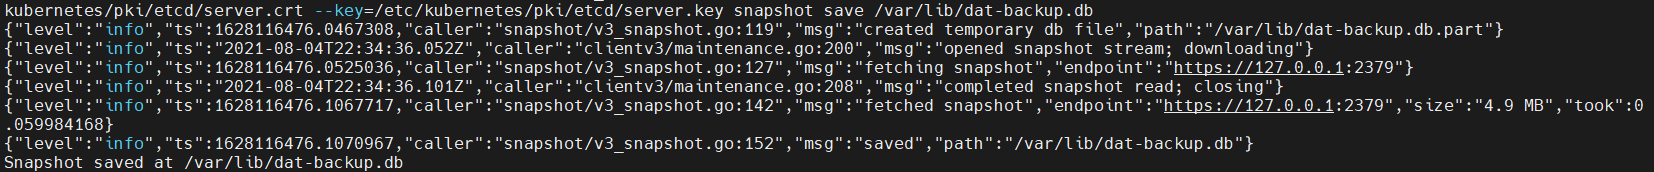 kubernetes/pki/etcd/server.crt --key=/etc/kubernetes/pki/etcd/server.key snapshot save /var/lib/dat-backup.db
{"level":"info","ts":1628116476.0467308,"caller":"snapshot/v3_snapshot.go:119","msg":"created temporary db file","path":"/var/lib/dat-backup.db.part"}
{"level":"info","ts":"2021-08-04T22:34:36.052Z","caller":"clientv3/maintenance.go:200","msg":"opened snapshot stream; downloading"}
{"level":"info","ts":1628116476.0525036,"caller":"snapshot/v3_snapshot.go:127","msg":"fetching snapshot","endpoint":"https://127.0.0.1:2379"}
{"level":"info","ts":"2021-08-04T22:34:36.101Z","caller":"clientv3/maintenance.go:208","msg":"completed snapshot read; closing"}
{"level":"info","ts":1628116476.1067717,"caller":"snapshot/v3_snapshot.go:142","msg":"fetched snapshot","endpoint":"https://127.0.0.1:2379","size":"4.9 MB","took":0
.059984168}
{"level":"info","ts":1628116476.1070967,"caller":"snapshot/v3_snapshot.go:152","msg":"saved","path":"/var/lib/dat-backup.db"}
Snapshot saved at /var/lib/dat-backup.db